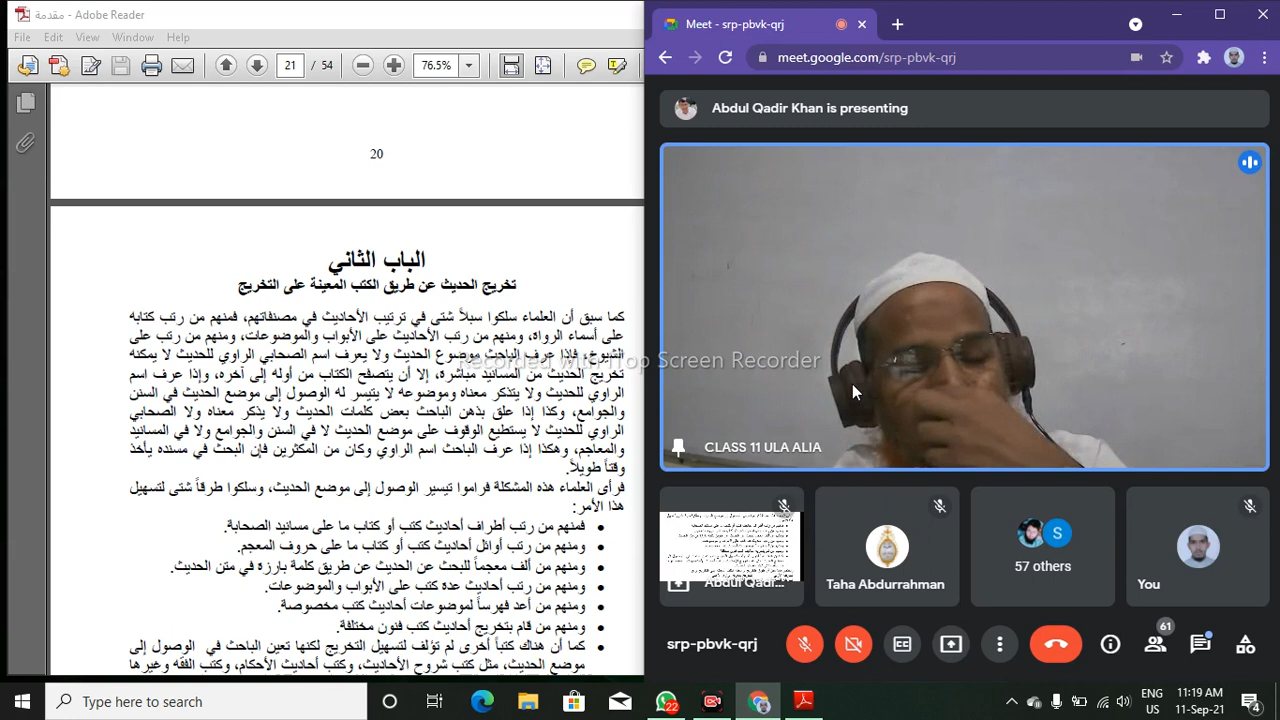 مقدمة - Adobe Reader
File Edit View Window Help
21 / 54 76.5%
20
الباب الثاني
تخريج الحديث عن طريق الكتب المعينة على التخريج
كما سبق أن العلماء سلكوا سبلاً شتى في ترتيب الأحاديث في مصنفاتهم، فمنهم من رتب كتابه
على أسماء الرواة، ومنهم من رتب الأحاديث على الأبواب والموضوعات، ومنهم من رتب على
الشيوخ، فإذا عرف الباحث موضوع الحديث ولا يعرف اسم الصحابي الراوي للحديث لا يمكنه
تخريج الحديث من المسانيد مباشرة، إلا أن يتصفح الكتاب من أوله إلى آخره، وإذا عرف اسم
الراوي للحديث ولا يتذكر معناه وموضوعه لا يتيسر له الوصول إلى موضع الحديث في السنن
والجوامع، وكذا إذا علق بذهن الباحث بعض كلمات الحديث ولا يذكر معناه ولا الصحابي
الراوي للحديث لا يستطيع الوقوف على موضع الحديث لا في السنن والجوامع ولا في المسانيد
والمعاجم، وهكذا إذا عرف الباحث اسم الراوي وكان من المكثرين فإن البحث في مسنده يأخذ
وقتاً طويلاً.
فرأى العلماء هذه المشكلة فراموا تيسير الوصول إلى موضع الحديث، وسلكوا طرقاً شتى لتسهيل
هذا الأمر:
• فمنهم من رتب أطراف أحاديث كتب أو كتاب ما على مسانيد الصحابة.
• ومنهم من رتب أوائل أحاديث كتب أو كتاب ما على حروف المعجم.
• ومنهم من ألف معجماً للبحث عن الحديث عن طريق كلمة بارزة في متن الحديث.
• ومنهم من رتب أحاديث عدة كتب على الأبواب والموضوعات.
• ومنهم من أعد فهرساً لموضوعات أحاديث كتب مخصوصة.
• ومنهم من قام بتخريج أحاديث كتب فنون مختلفة.
• كما أن هناك كتباً أخرى لم تؤلف لتسهيل التخريج لكنها تعين الباحث في الوصول إلى
موضع الحديث، مثل كتب شروح الأحاديث، وكتب أحاديث الأحكام، وكتب الفقه وغيرها
Recorded with iTop Screen Recorder
Meet - srp-pbvk-qrj
meet.google.com/srp-pbvk-qrj
Abdul Qadir Khan is presenting
CLASS 11 ULA ALIA
Abdul Qadi...
Taha Abdurrahman
S
57 others
You
srp-pbvk-qrj
61
Type here to search
22
ENG
US
11:19 AM
11-Sep-21
4